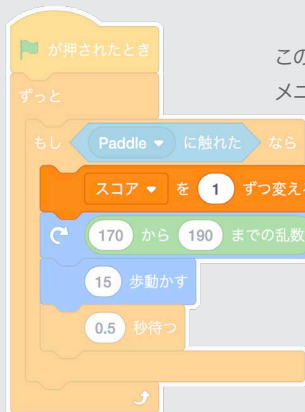 が押されたとき
この
ずっと
メニ
もし Paddle に触れた なら
スコア を 1 ずつ変える
170 から 190 までの乱数
15 歩動かす
0.5 秒待つ